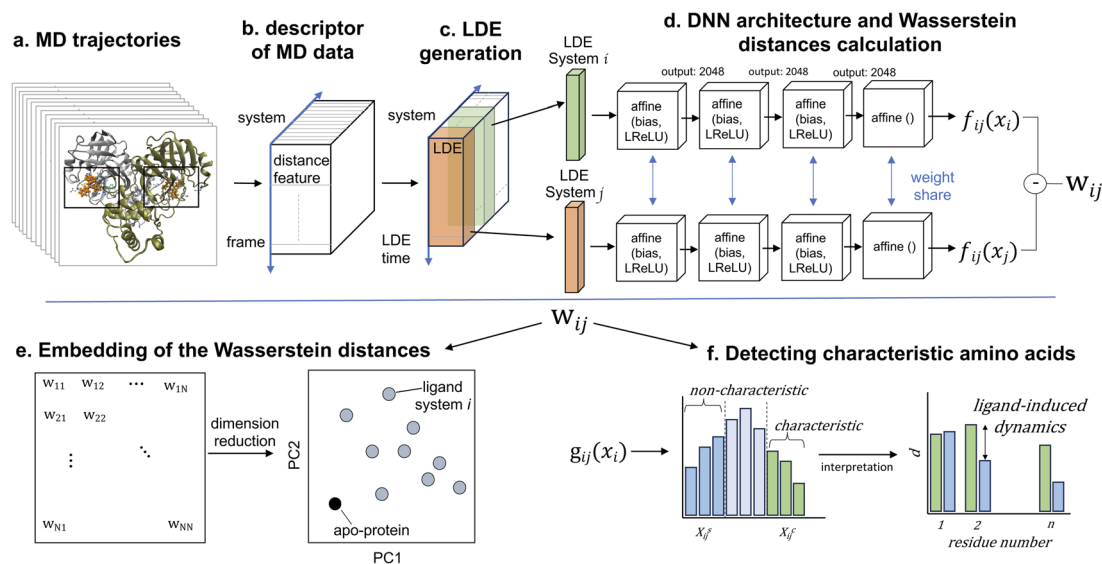 a. MD trajectories
b. descriptor
of MD data
system
distance
feature
frame
c. LDE
generation
system
LDE
LDE
time
d. DNN architecture and Wasserstein
distances calculation
LDE
System i
output: 2048
output: 2048
output: 2048
affine
(bias,
LReLU)
affine
(bias,
LReLU)
affine
(bias,
LReLU)
affine ()
f_ij(x_i)
LDE
System j
weight
share
-
w_ij
affine
(bias,
LReLU)
affine
(bias,
LReLU)
affine
(bias,
LReLU)
affine ()
f_ij(x_j)
w_ij
e. Embedding of the Wasserstein distances
w_11 w_12 ⋯ w_1N
w_21 w_22
⋮ ⋱
w_N1 w_NN
dimension
reduction
PC2
ligand
system i
apo-protein
PC1
f. Detecting characteristic amino acids
g_ij(x_i)
non-characteristic
characteristic
X_ij^s X_ij^c
interpretation
d
ligand-induced
dynamics
1 2 n
residue number